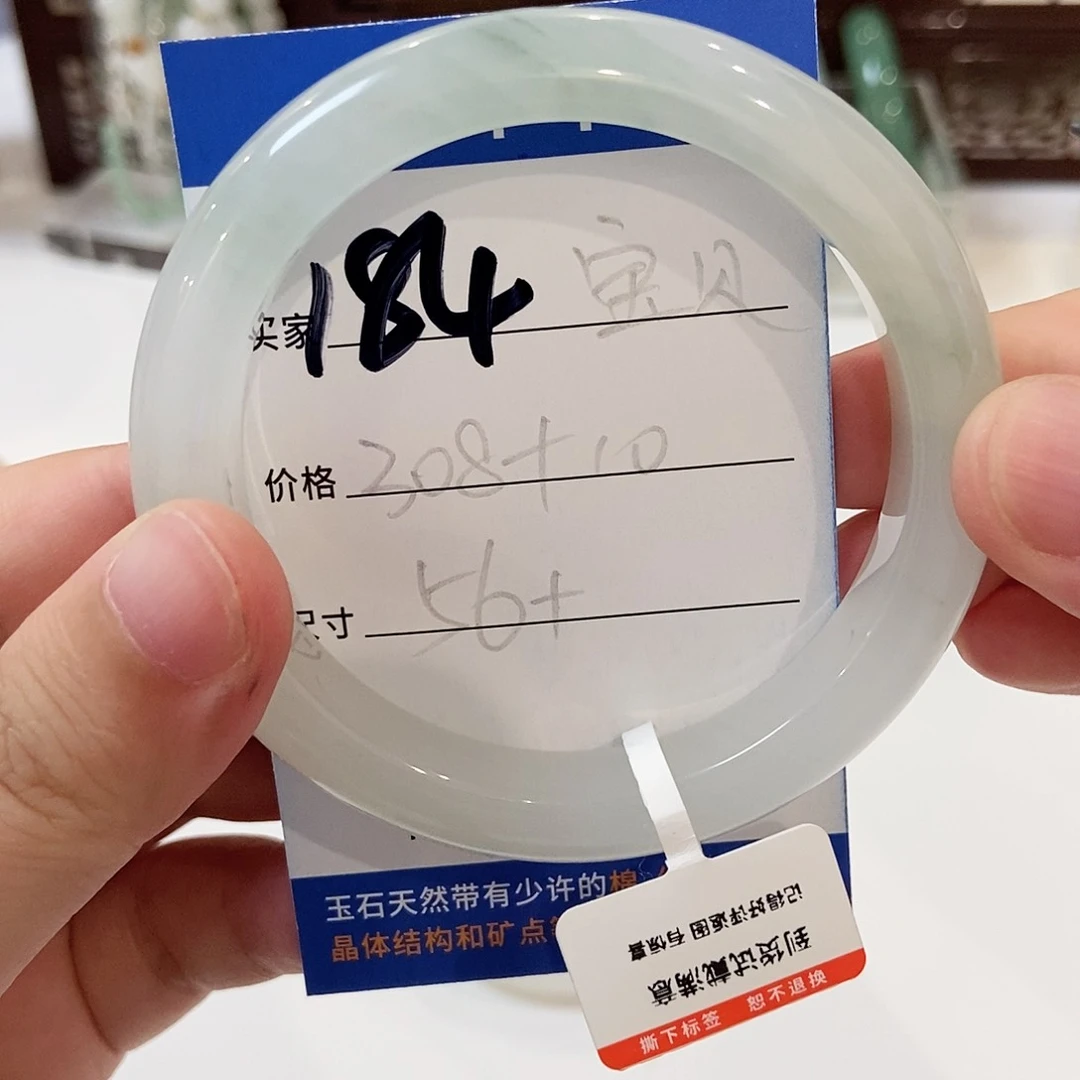 买家 184 宝贝
价格 308+10
尺寸 56+
玉石天然带有少许的棉
晶体结构和矿点
记得好评返图 有惊喜
到货试戴满意
撕下标签 恕不退换